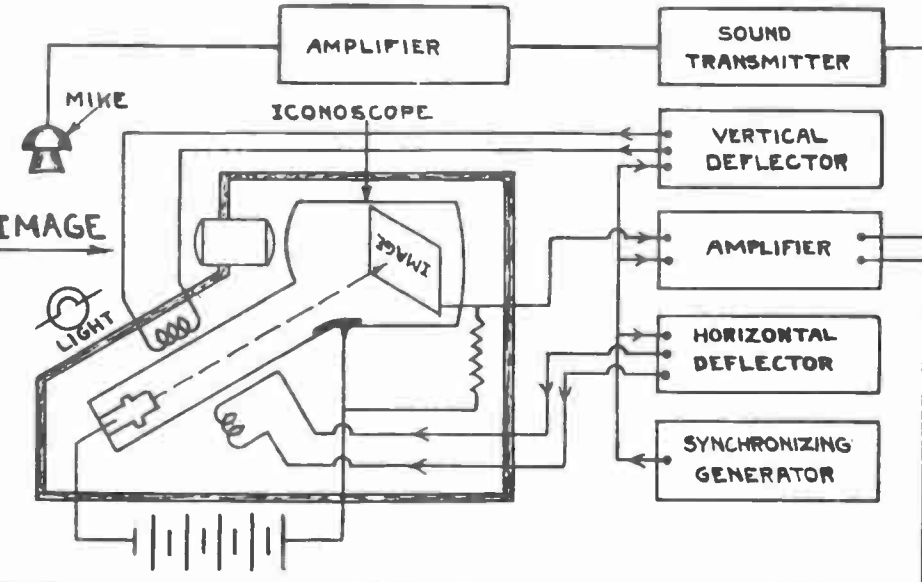 AMPLIFIER
SOUND
TRANSMITTER
MIKE
ICONOSCOPE
VERTICAL
DEFLECTOR
IMAGE
IMAGE
AMPLIFIER
LIGHT
HORIZONTAL
DEFLECTOR
SYNCHRONIZING
GENERATOR